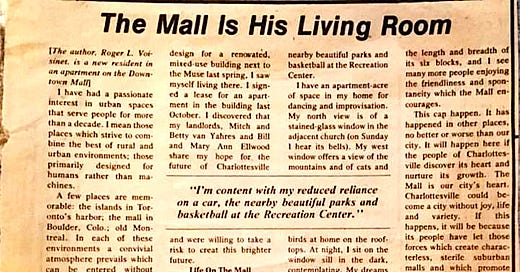 The Mall Is His Living Room
[The author, Roger L. Voi-
sinet, is a new resident in
an apartment on the Down-
town Mall]
I have had a passionate
interest in urban spaces
that serve people for more
than a decade. I mean those
places which strive to com-
bine the best of rural and
urban environments; those
primarily designed for
humans rather than ma-
chines.
A few places are mem-
orable: the islands in Toron-
to's harbor; the mall in
Boulder, Colo.; old Mon-
treal. In each of these
environments a convivial
atmosphere prevails which
can be entered without
design for a renovated,
mixed-use building next to
the Muse last spring, I saw
myself living there. I sign-
ed a lease for an apart-
ment in the building last
October. I discovered that
my landlords, Mitch and
Betty van Yahres and Bill
and Mary Ann Ellwood
share my hope for the
future of Charlottesville
"I'm content with my reduced reliance
on a car, the nearby beautiful parks and
basketball at the Recreation Center."
and were willing to take a
risk to creat this brighter
future.
Life On The Mall
nearby beautiful parks and
basketball at the Recreation
Center.
I have an apartment-acre
of space in my home for
dancing and improvisation.
My north view is of a
stained-glass window in the
adjacent church (on Sunday
I hear its bells). My west
window offers a view of the
mountains and of cats and
birds at home on the roof-
tops. At night, I sit on the
window sill in the dark,
contemplating. My dreams
the length and breadth of
its six blocks, and I see
many more people enjoying
the friendliness and spon-
taneity which the Mall en-
courages.
This cap happen. It has
happened in other places,
no better or worse than our
city. It will happen here if
the people of Charlottes-
ville discover its heart and
nurture its growth. The
Mall is our city's heart.
Charlottesville could be-
come a city without joy, life
and variety. If this
happens, it will be because
its people have let those
forces which create charac-
terless, sterile suburban
malls and which promote